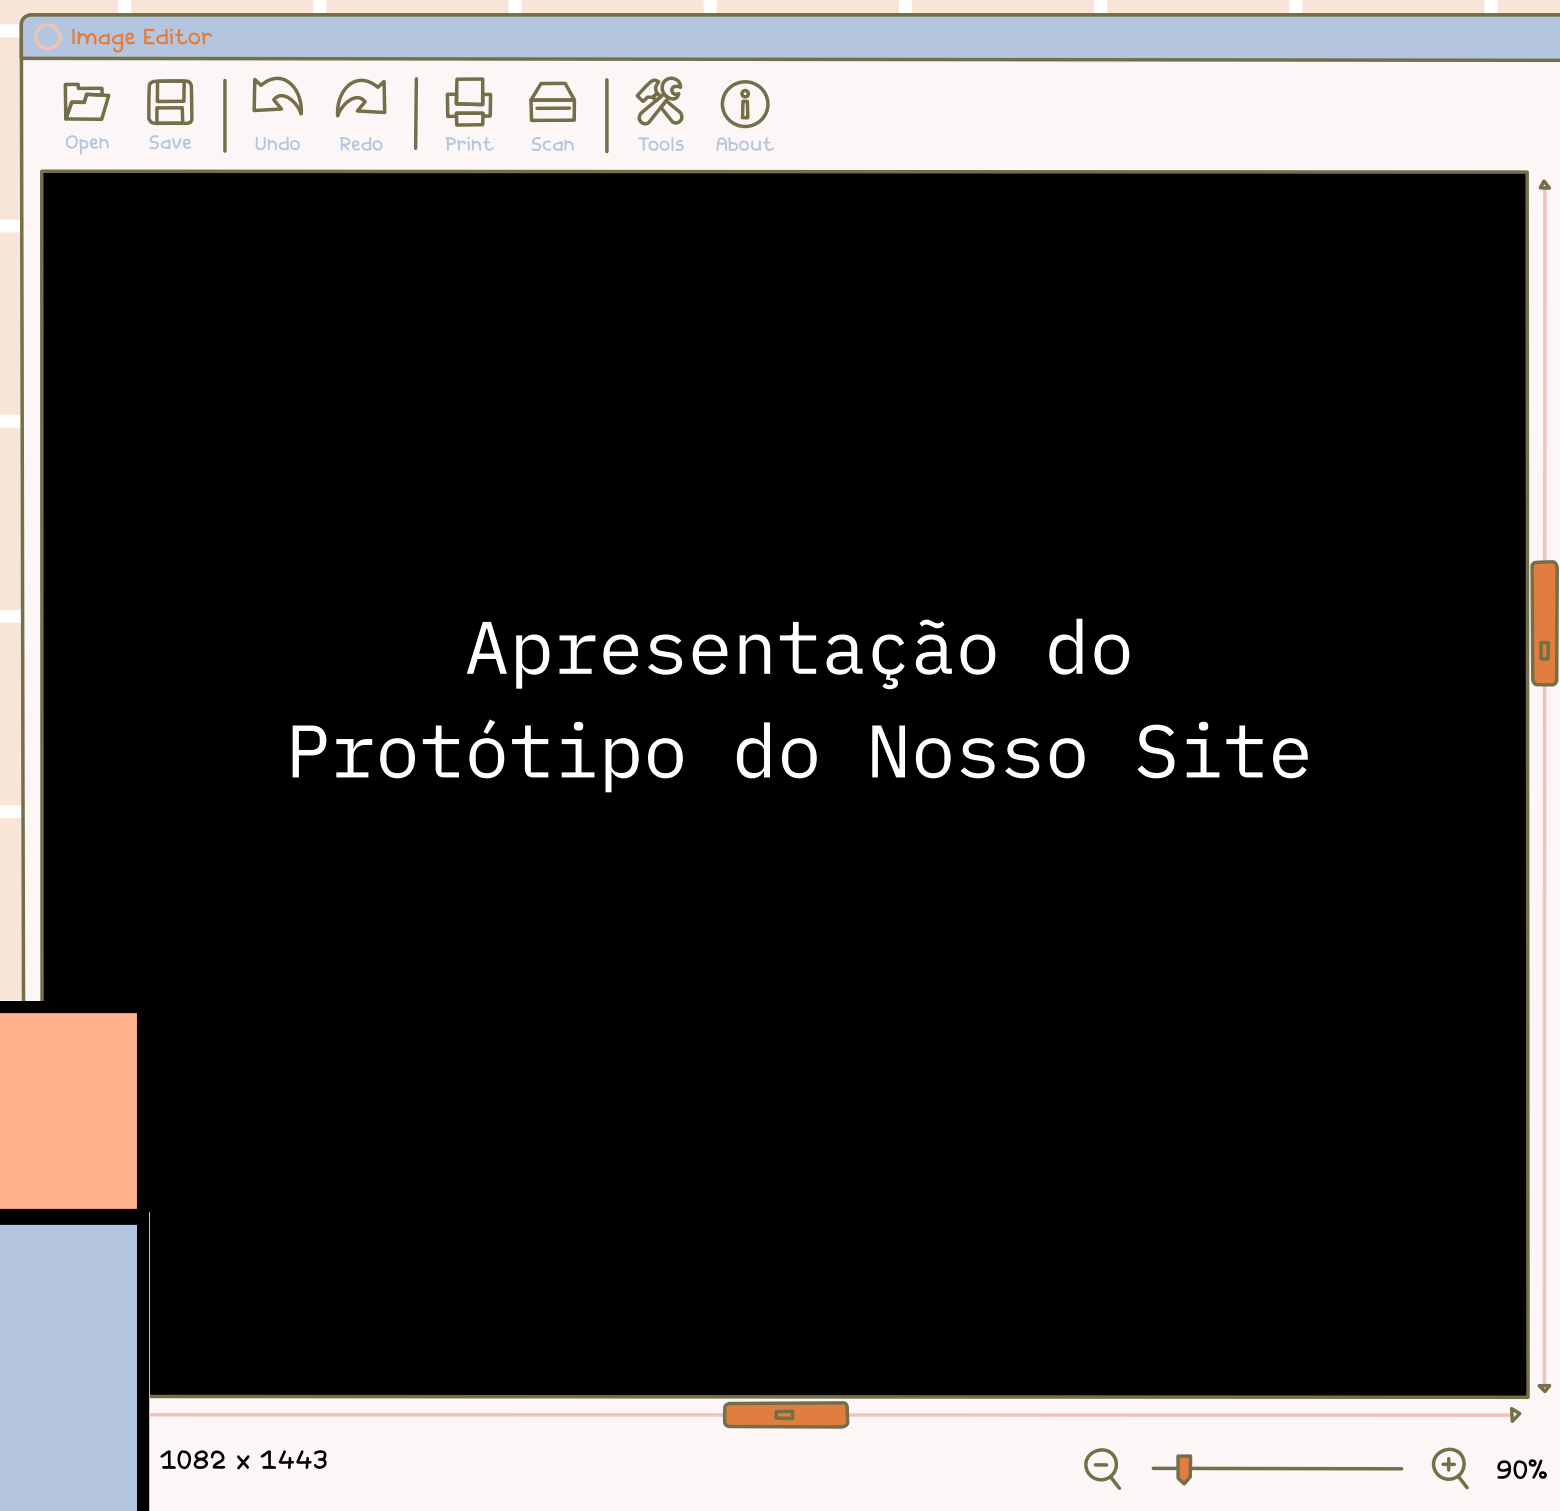 Image Editor
Open Save Undo Redo Print Scan Tools About
Apresentação do
Protótipo do Nosso Site
1082 x 1443
90%